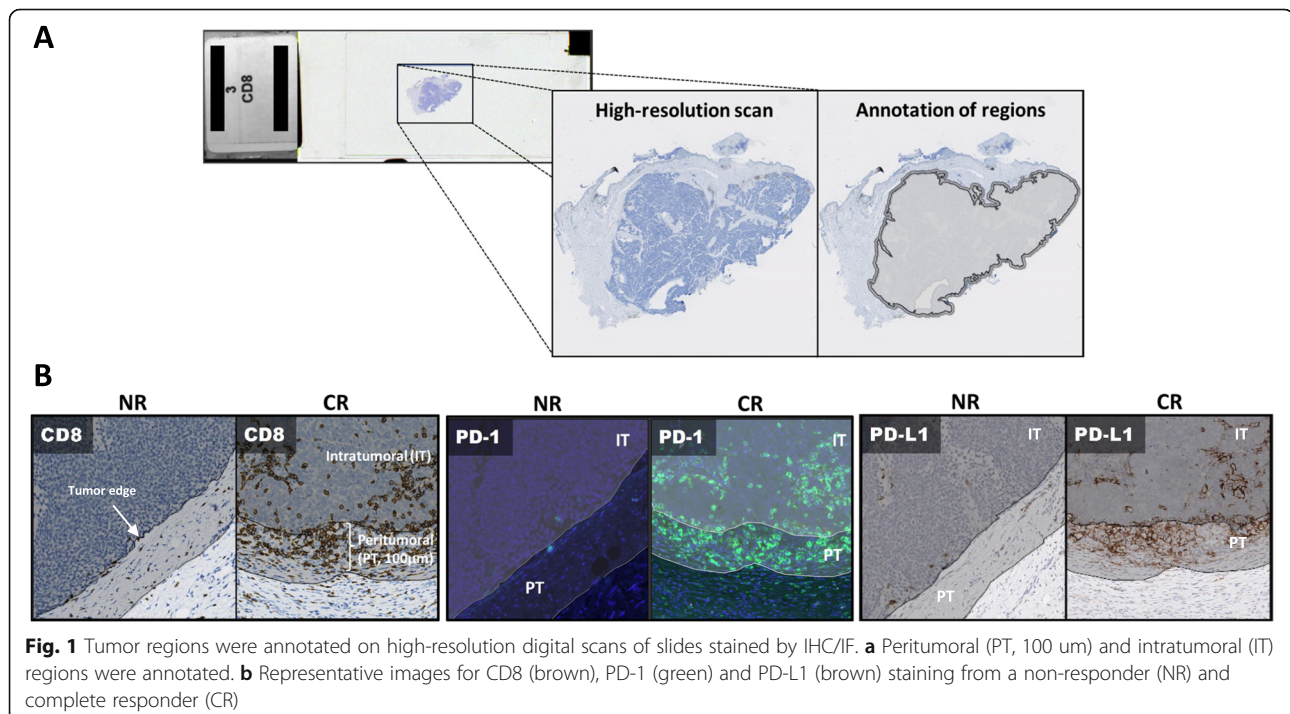 A
3
CD8
High-resolution scan
Annotation of regions
B
NR
CR
NR
CR
NR
CR
CD8
CD8
PD-1
PD-1
PD-L1
PD-L1
IT
IT
IT
IT
Intratumoral (IT)
Tumor edge
Peritumoral
(PT, 100µm)
PT
PT
PT
PT
Fig. 1 Tumor regions were annotated on high-resolution digital scans of slides stained by IHC/IF. a Peritumoral (PT, 100 um) and intratumoral (IT)
regions were annotated. b Representative images for CD8 (brown), PD-1 (green) and PD-L1 (brown) staining from a non-responder (NR) and
complete responder (CR)